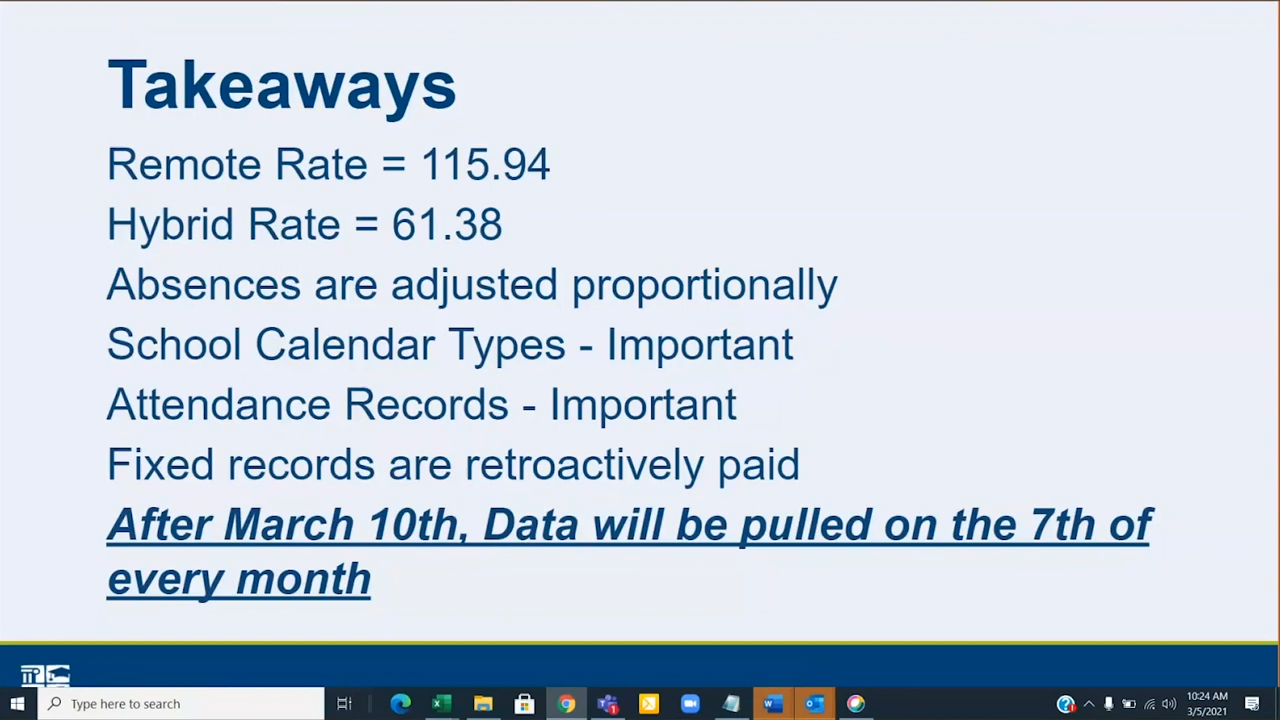 Takeaways
Remote Rate = 115.94
Hybrid Rate = 61.38
Absences are adjusted proportionally
School Calendar Types - Important
Attendance Records - Important
Fixed records are retroactively paid
After March 10th, Data will be pulled on the 7th of
every month
Type here to search
10:24 AM
3/5/2021